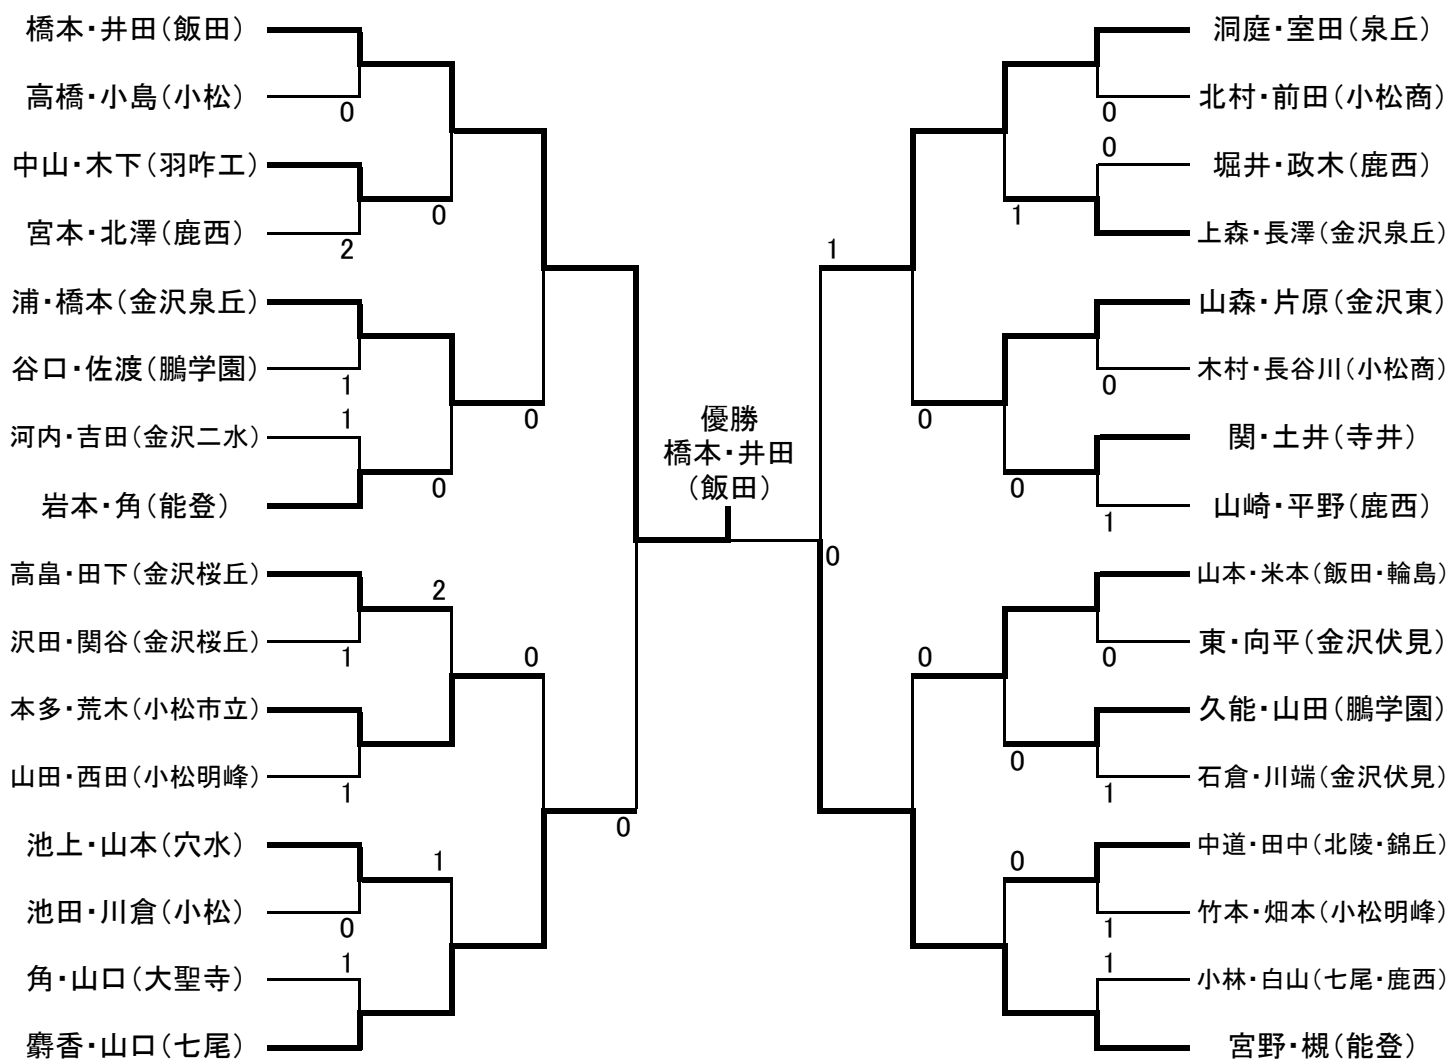 橋本・井田(飯田)
高橋・小島(小松)
0
中山・木下(羽咋工)
0
宮本・北澤(鹿西)
2
浦・橋本(金沢泉丘)
谷口・佐渡(鵬学園)
1
0
河内・吉田(金沢二水)
1
0
岩本・角(能登)
高畠・田下(金沢桜丘)
2
沢田・関谷(金沢桜丘)
1
0
本多・荒木(小松市立)
山田・西田(小松明峰)
1
0
池上・山本(穴水)
1
池田・川倉(小松)
0
角・山口(大聖寺)
1
麝香・山口(七尾)
優勝
橋本・井田
(飯田)
洞庭・室田(泉丘)
北村・前田(小松商)
0
堀井・政木(鹿西)
0
1
上森・長澤(金沢泉丘)
1
山森・片原(金沢東)
木村・長谷川(小松商)
0
0
関・土井(寺井)
0
山崎・平野(鹿西)
1
0
山本・米本(飯田・輪島)
東・向平(金沢伏見)
0
0
久能・山田(鵬学園)
0
石倉・川端(金沢伏見)
1
中道・田中(北陵・錦丘)
0
竹本・畑本(小松明峰)
1
小林・白山(七尾・鹿西)
1
宮野・槻(能登)